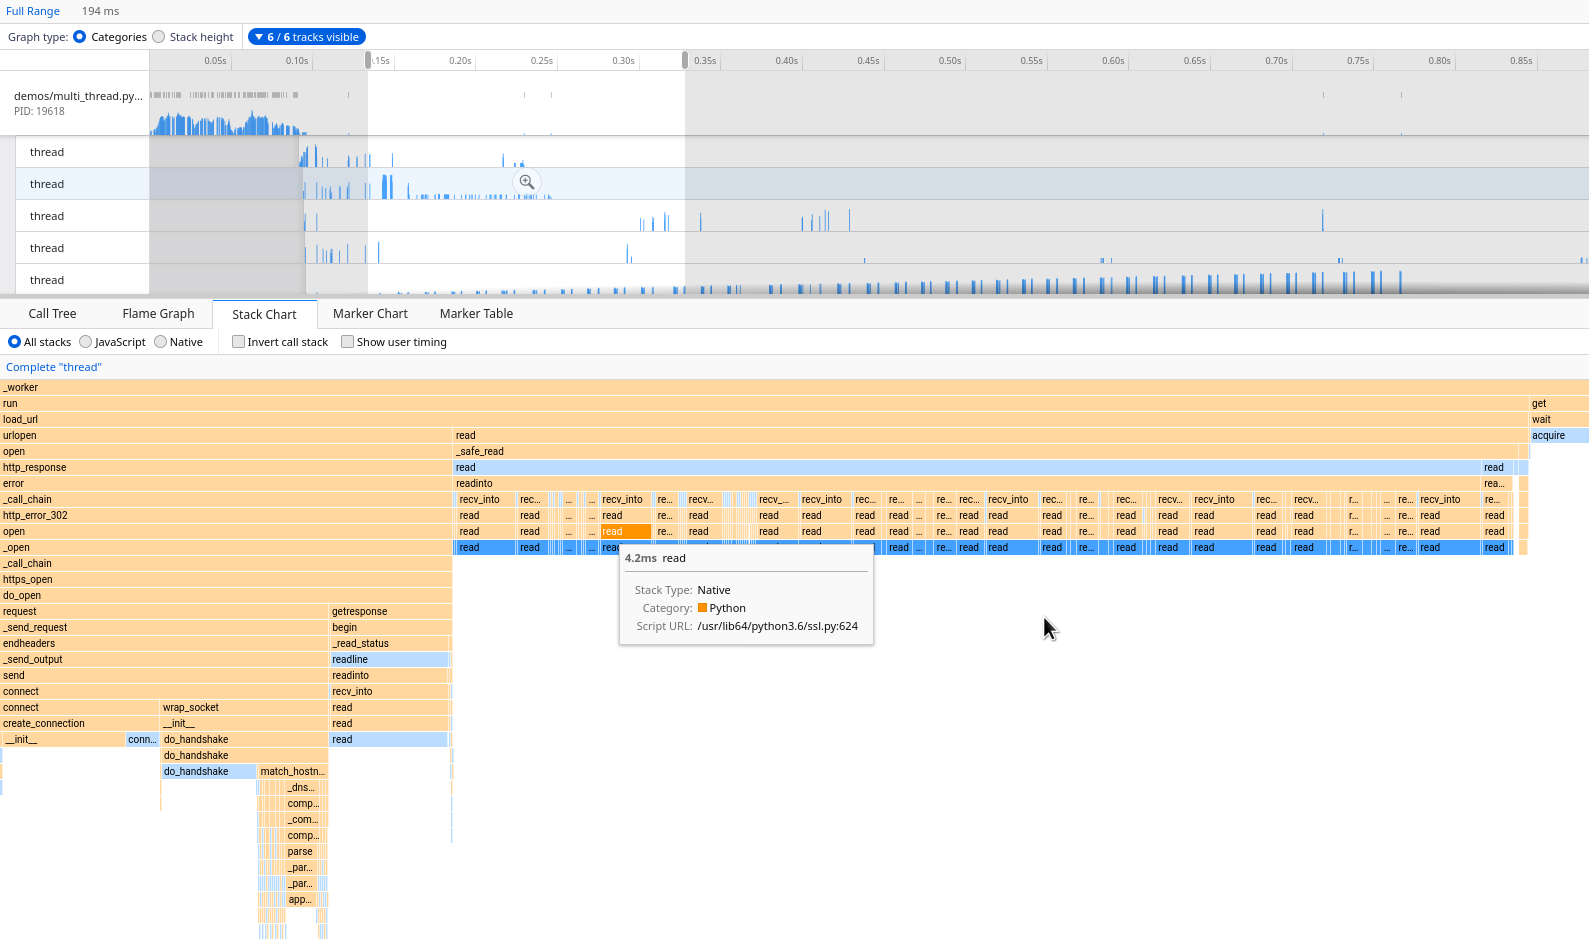 Full Range 194 ms
Graph type: Categories Stack height ▼ 6 / 6 tracks visible
0.05s 0.10s .15s 0.20s 0.25s 0.30s 0.35s 0.40s 0.45s 0.50s 0.55s 0.60s 0.65s 0.70s 0.75s 0.80s 0.85s
demos/multi_thread.py...
PID: 19618
thread
thread
thread
thread
thread
Call Tree Flame Graph Stack Chart Marker Chart Marker Table
All stacks JavaScript Native Invert call stack Show user timing
Complete "thread"
_worker
run get
load_url wait
urlopen read acquire
open _safe_read
http_response read read
error readinto rea...
_call_chain recv_into rec... ... ... recv_into re... recv... recv_... recv_into rec... re... ... re... rec... recv_into rec... re... rec... recv... recv_into rec... recv... r... ... re... recv_into re...
http_error_302 read read ... ... read re... read read read read read ... re... read read read re... read read read read read r... ... re... read read
open read read ... ... read re... read read read read read ... re... read read read re... read read read read read r... ... re... read read
_open read read ... ... read read ... re... read read read re... read read read read read r... ... re... read read
_call_chain
https_open
do_open
request getresponse
_send_request begin
endheaders _read_status
_send_output readline
send readinto
connect recv_into
connect wrap_socket read
create_connection __init__ read
__init__ conn... do_handshake read
do_handshake
do_handshake match_hostn...
_dns...
comp...
_com...
comp...
parse
_par...
_par...
app...
4.2ms read
Stack Type: Native
Category: Python
Script URL: /usr/lib64/python3.6/ssl.py:624